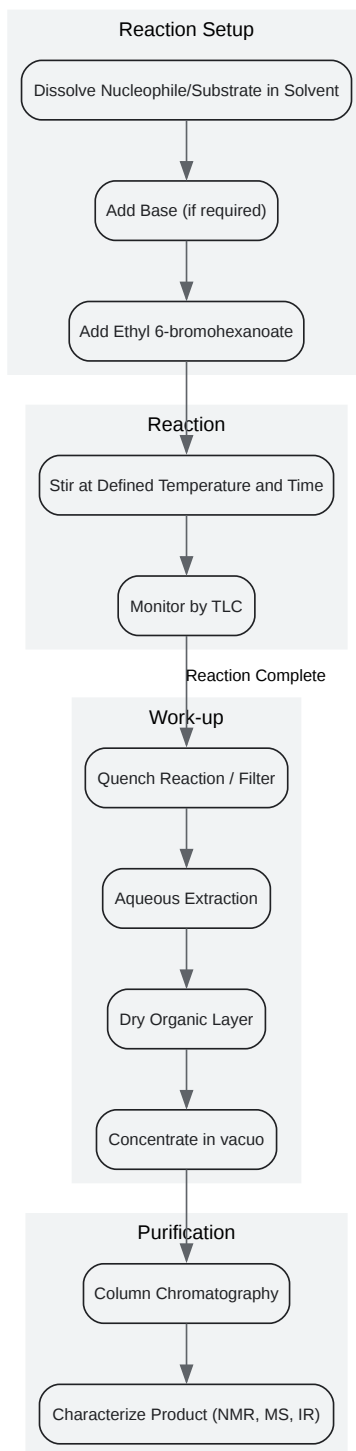 Reaction Setup
Dissolve Nucleophile/Substrate in Solvent
Add Base (if required)
Add Ethyl 6-bromohexanoate
Reaction
Stir at Defined Temperature and Time
Monitor by TLC
Reaction Complete
Work-up
Quench Reaction / Filter
Aqueous Extraction
Dry Organic Layer
Concentrate in vacuo
Purification
Column Chromatography
Characterize Product (NMR, MS, IR)